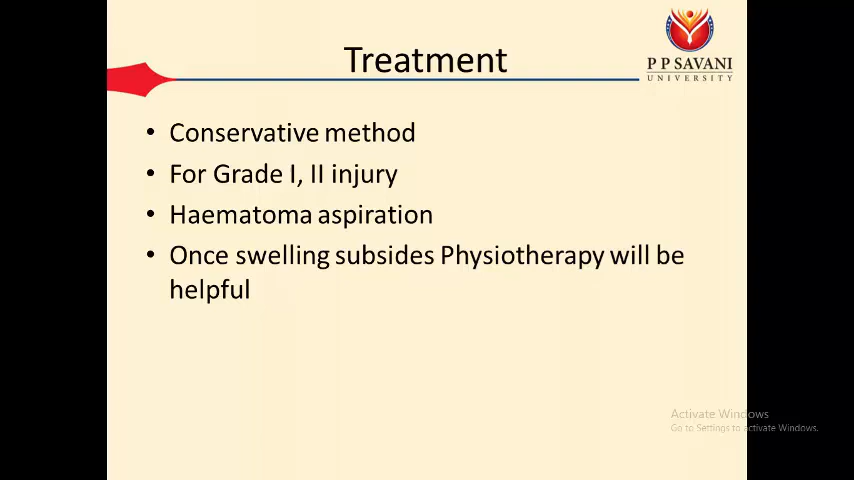 Treatment
P P SAVANI
UNIVERSITY
• Conservative method
• For Grade I, II injury
• Haematoma aspiration
• Once swelling subsides Physiotherapy will be
helpful
Activate Windows
Go to Settings to activate Windows.